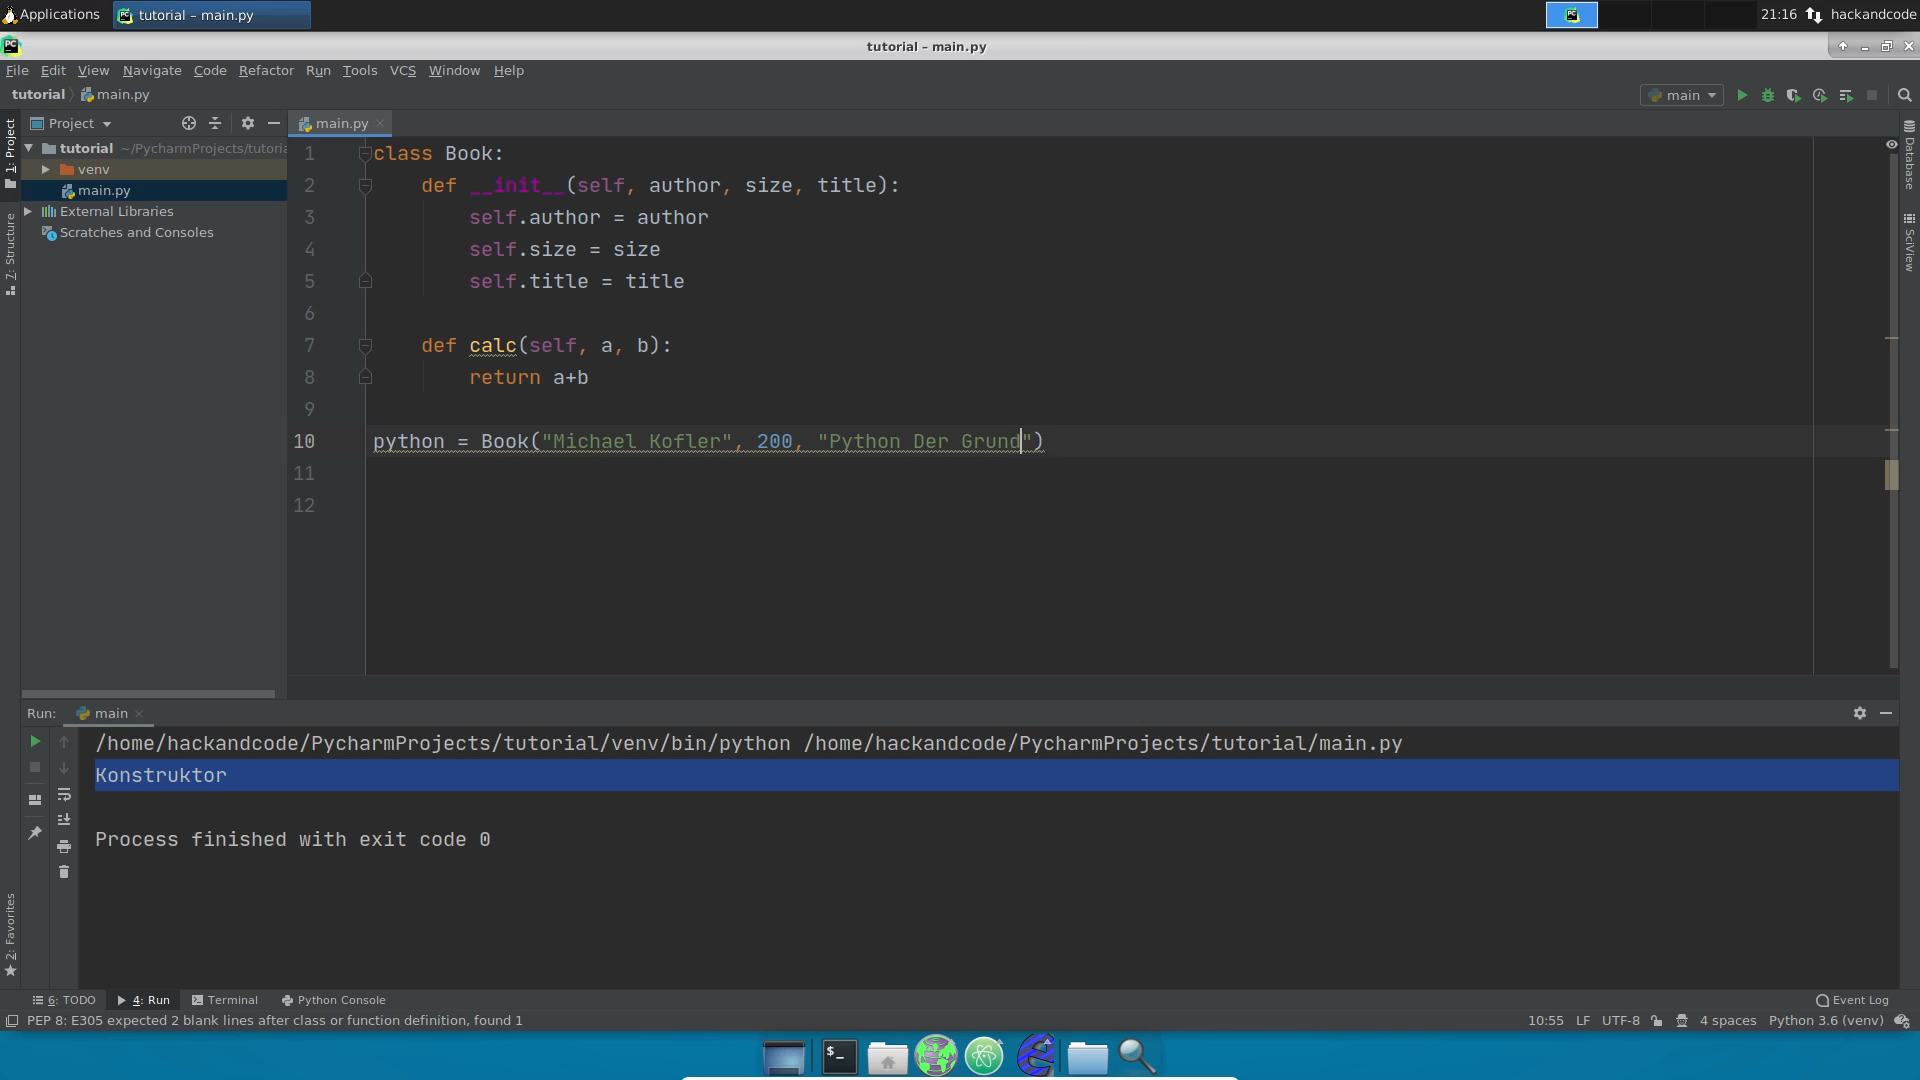 Applications
tutorial – main.py
21:16
hackandcode
tutorial – main.py
File Edit View Navigate Code Refactor Run Tools VCS Window Help
tutorial main.py
main
1: Project
7: Structure
2: Favorites
Project
tutorial ~/PycharmProjects/tutoria
venv
main.py
External Libraries
Scratches and Consoles
main.py
1 class Book:
2 def __init__(self, author, size, title):
3 self.author = author
4 self.size = size
5 self.title = title
6
7 def calc(self, a, b):
8 return a+b
9
10 python = Book("Michael Kofler", 200, "Python Der Grund")
11
12
Database
SciView
Run: main
/home/hackandcode/PycharmProjects/tutorial/venv/bin/python /home/hackandcode/PycharmProjects/tutorial/main.py
Konstruktor
Process finished with exit code 0
6: TODO 4: Run Terminal Python Console Event Log
PEP 8: E305 expected 2 blank lines after class or function definition, found 1
10:55 LF UTF-8 4 spaces Python 3.6 (venv)